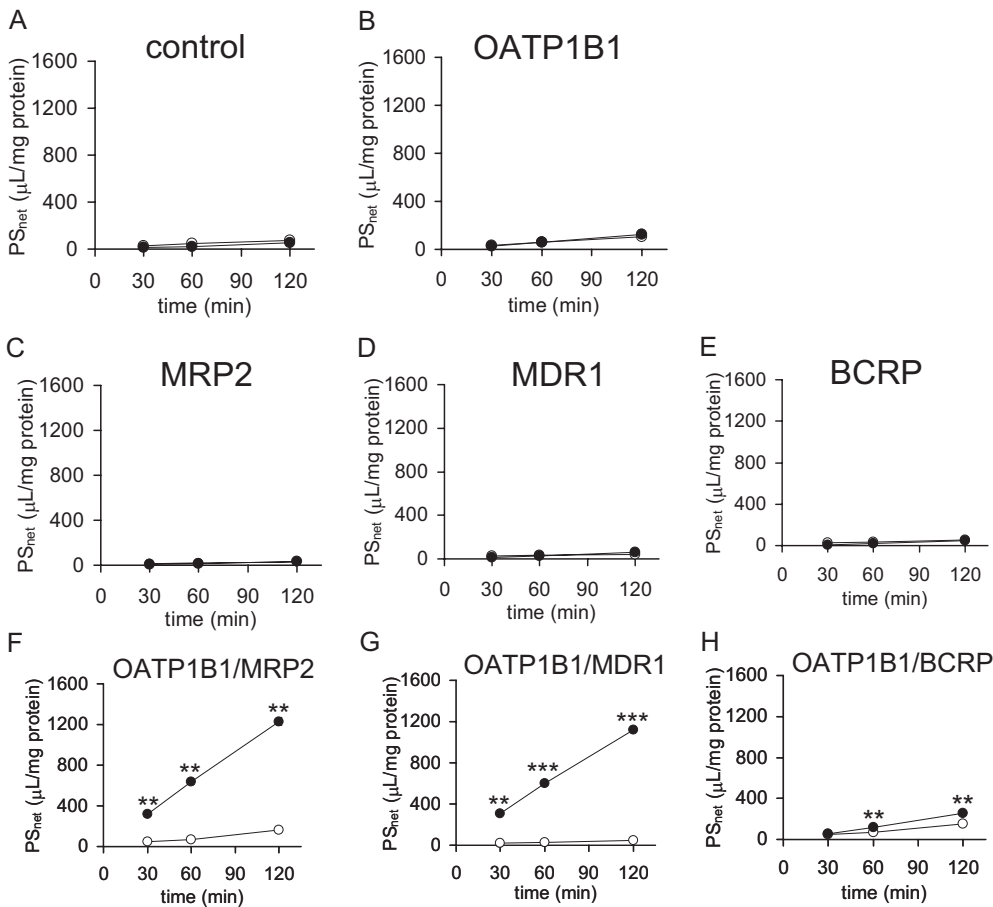 A
control
PSnet (μL/mg protein)
1600
1200
800
400
0
0 30 60 90 120
time (min)
B
OATP1B1
PSnet (μL/mg protein)
1600
1200
800
400
0
0 30 60 90 120
time (min)
C
MRP2
PSnet (μL/mg protein)
1600
1200
800
400
0
0 30 60 90 120
time (min)
D
MDR1
PSnet (μL/mg protein)
1600
1200
800
400
0
0 30 60 90 120
time (min)
E
BCRP
PSnet (μL/mg protein)
1600
1200
800
400
0
0 30 60 90 120
time (min)
F
OATP1B1/MRP2
PSnet (μL/mg protein)
1600
1200
800
400
0
**
**
**
0 30 60 90 120
time (min)
G
OATP1B1/MDR1
PSnet (μL/mg protein)
1600
1200
800
400
0
**
***
***
0 30 60 90 120
time (min)
H
OATP1B1/BCRP
PSnet (μL/mg protein)
1600
1200
800
400
0
**
**
0 30 60 90 120
time (min)